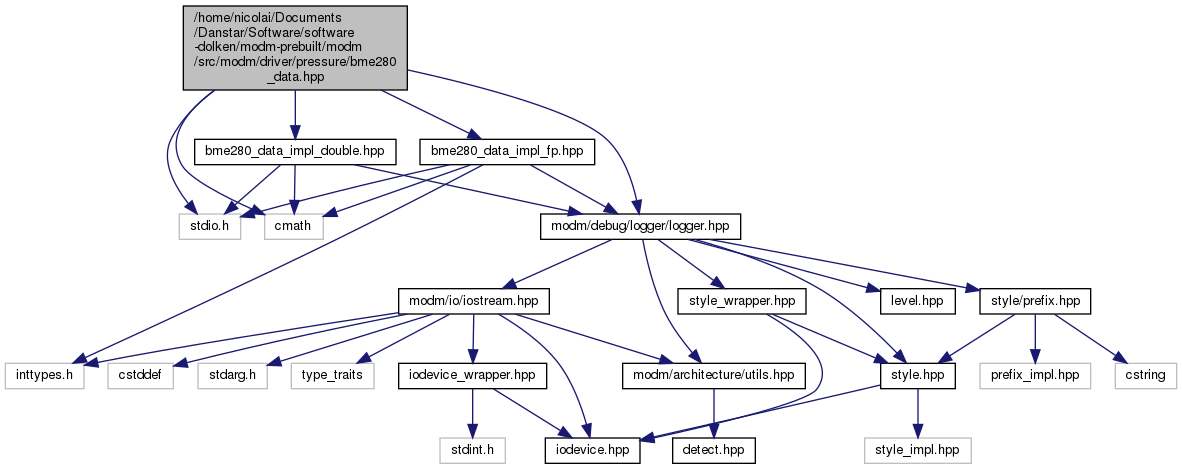 /home/nicolai/Documents
/Danstar/Software/software
-dolken/modm-prebuilt/modm
/src/modm/driver/pressure/bme280
_data.hpp
bme280_data_impl_double.hpp
bme280_data_impl_fp.hpp
stdio.h
cmath
modm/debug/logger/logger.hpp
modm/io/iostream.hpp
style_wrapper.hpp
level.hpp
style/prefix.hpp
inttypes.h
cstddef
stdarg.h
type_traits
iodevice_wrapper.hpp
modm/architecture/utils.hpp
style.hpp
prefix_impl.hpp
cstring
stdint.h
iodevice.hpp
detect.hpp
style_impl.hpp